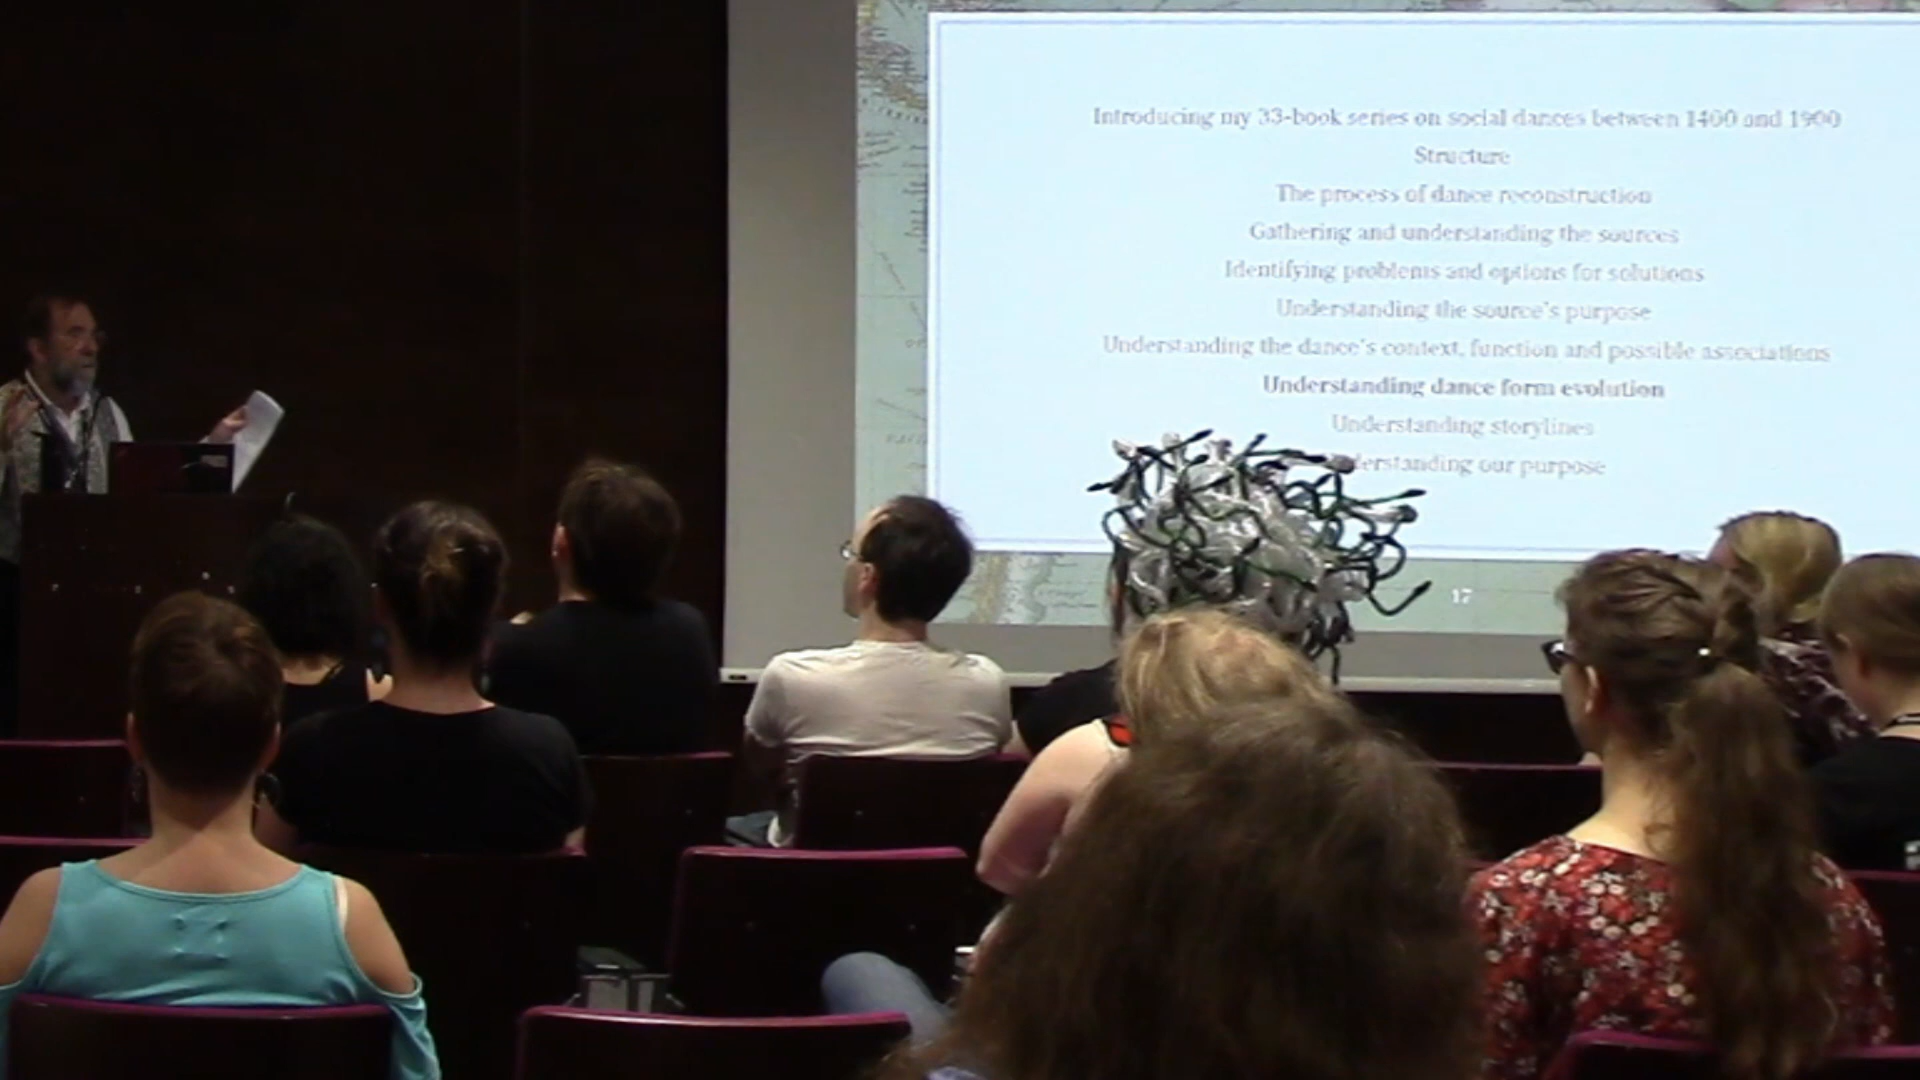 Introducing my 33-book series on social dances between 1400 and 1900
Structure
The process of dance reconstruction
Gathering and understanding the sources
Identifying problems and options for solutions
Understanding the source's purpose
Understanding the dance's context, function and possible associations
Understanding dance form evolution
Understanding storylines
derstanding our purpose
17